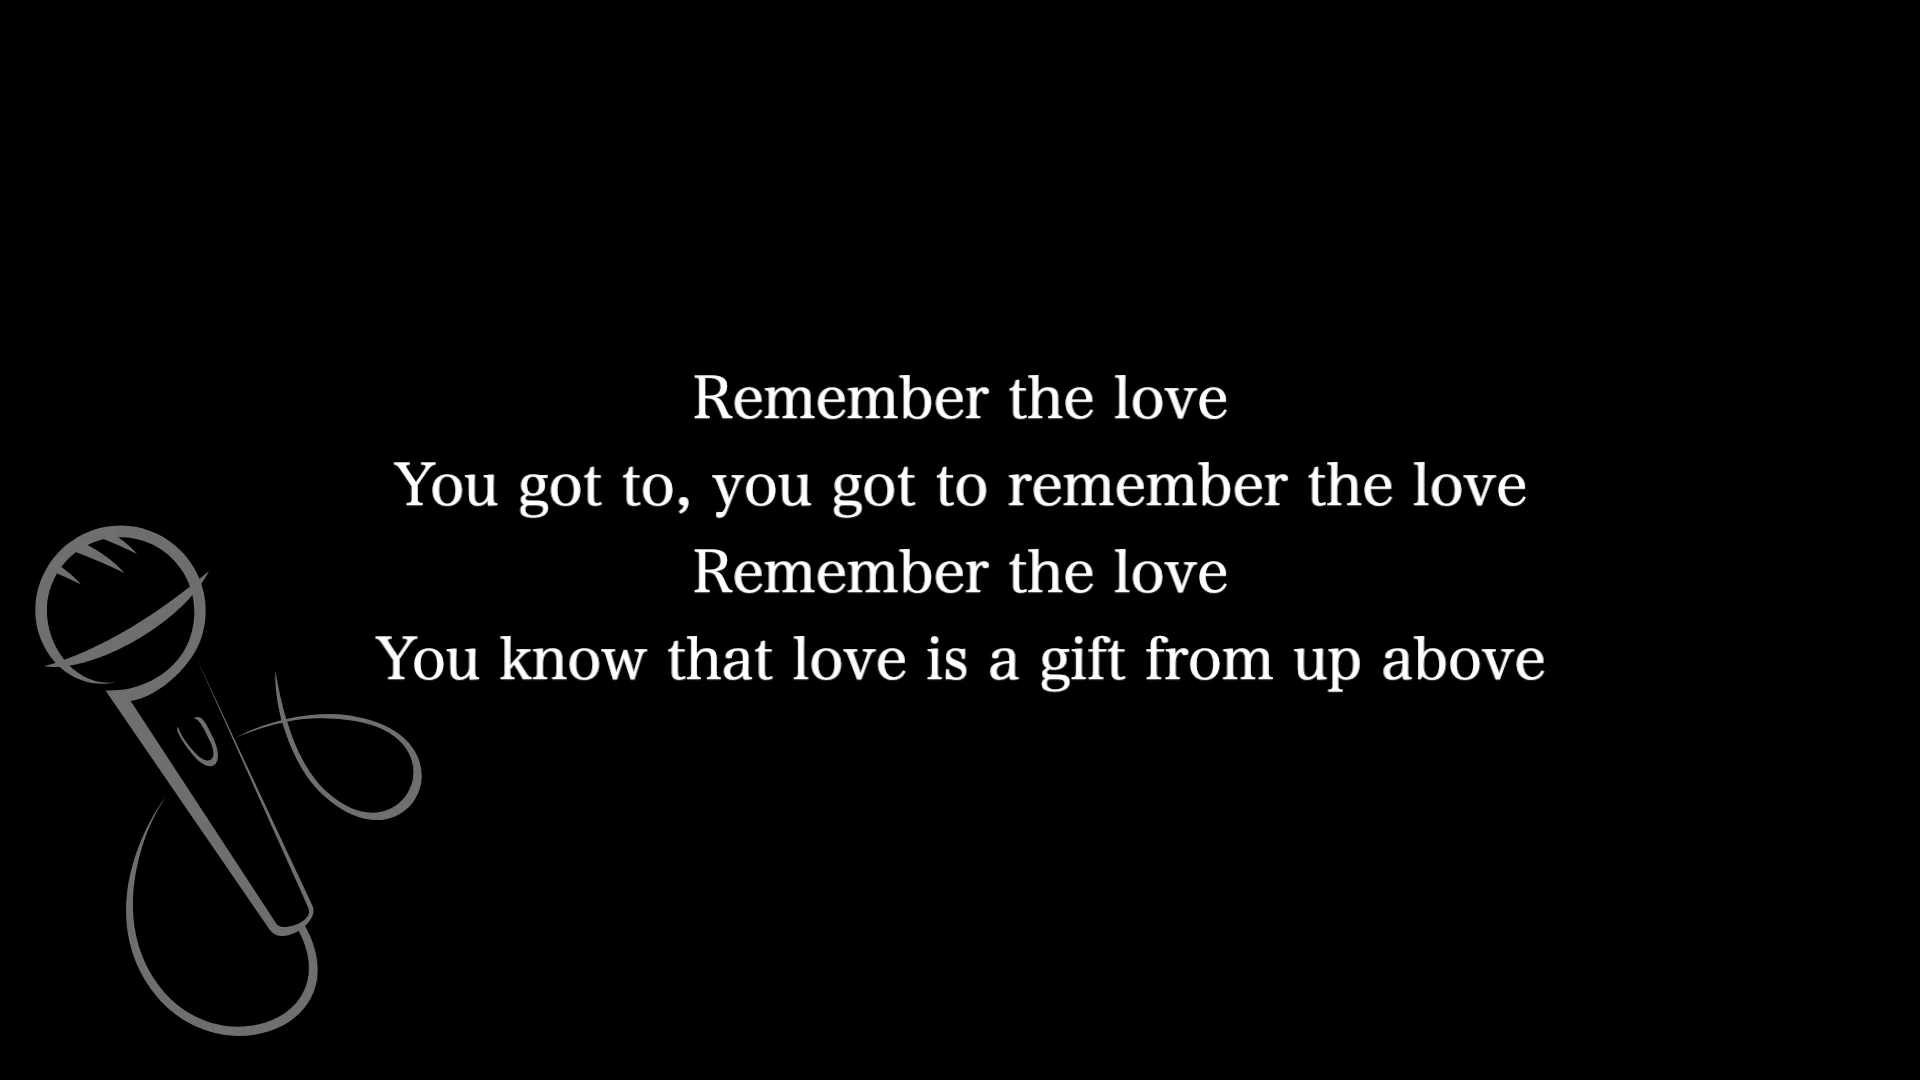 Remember the love
You got to, you got to remember the love
Remember the love
You know that love is a gift from up above